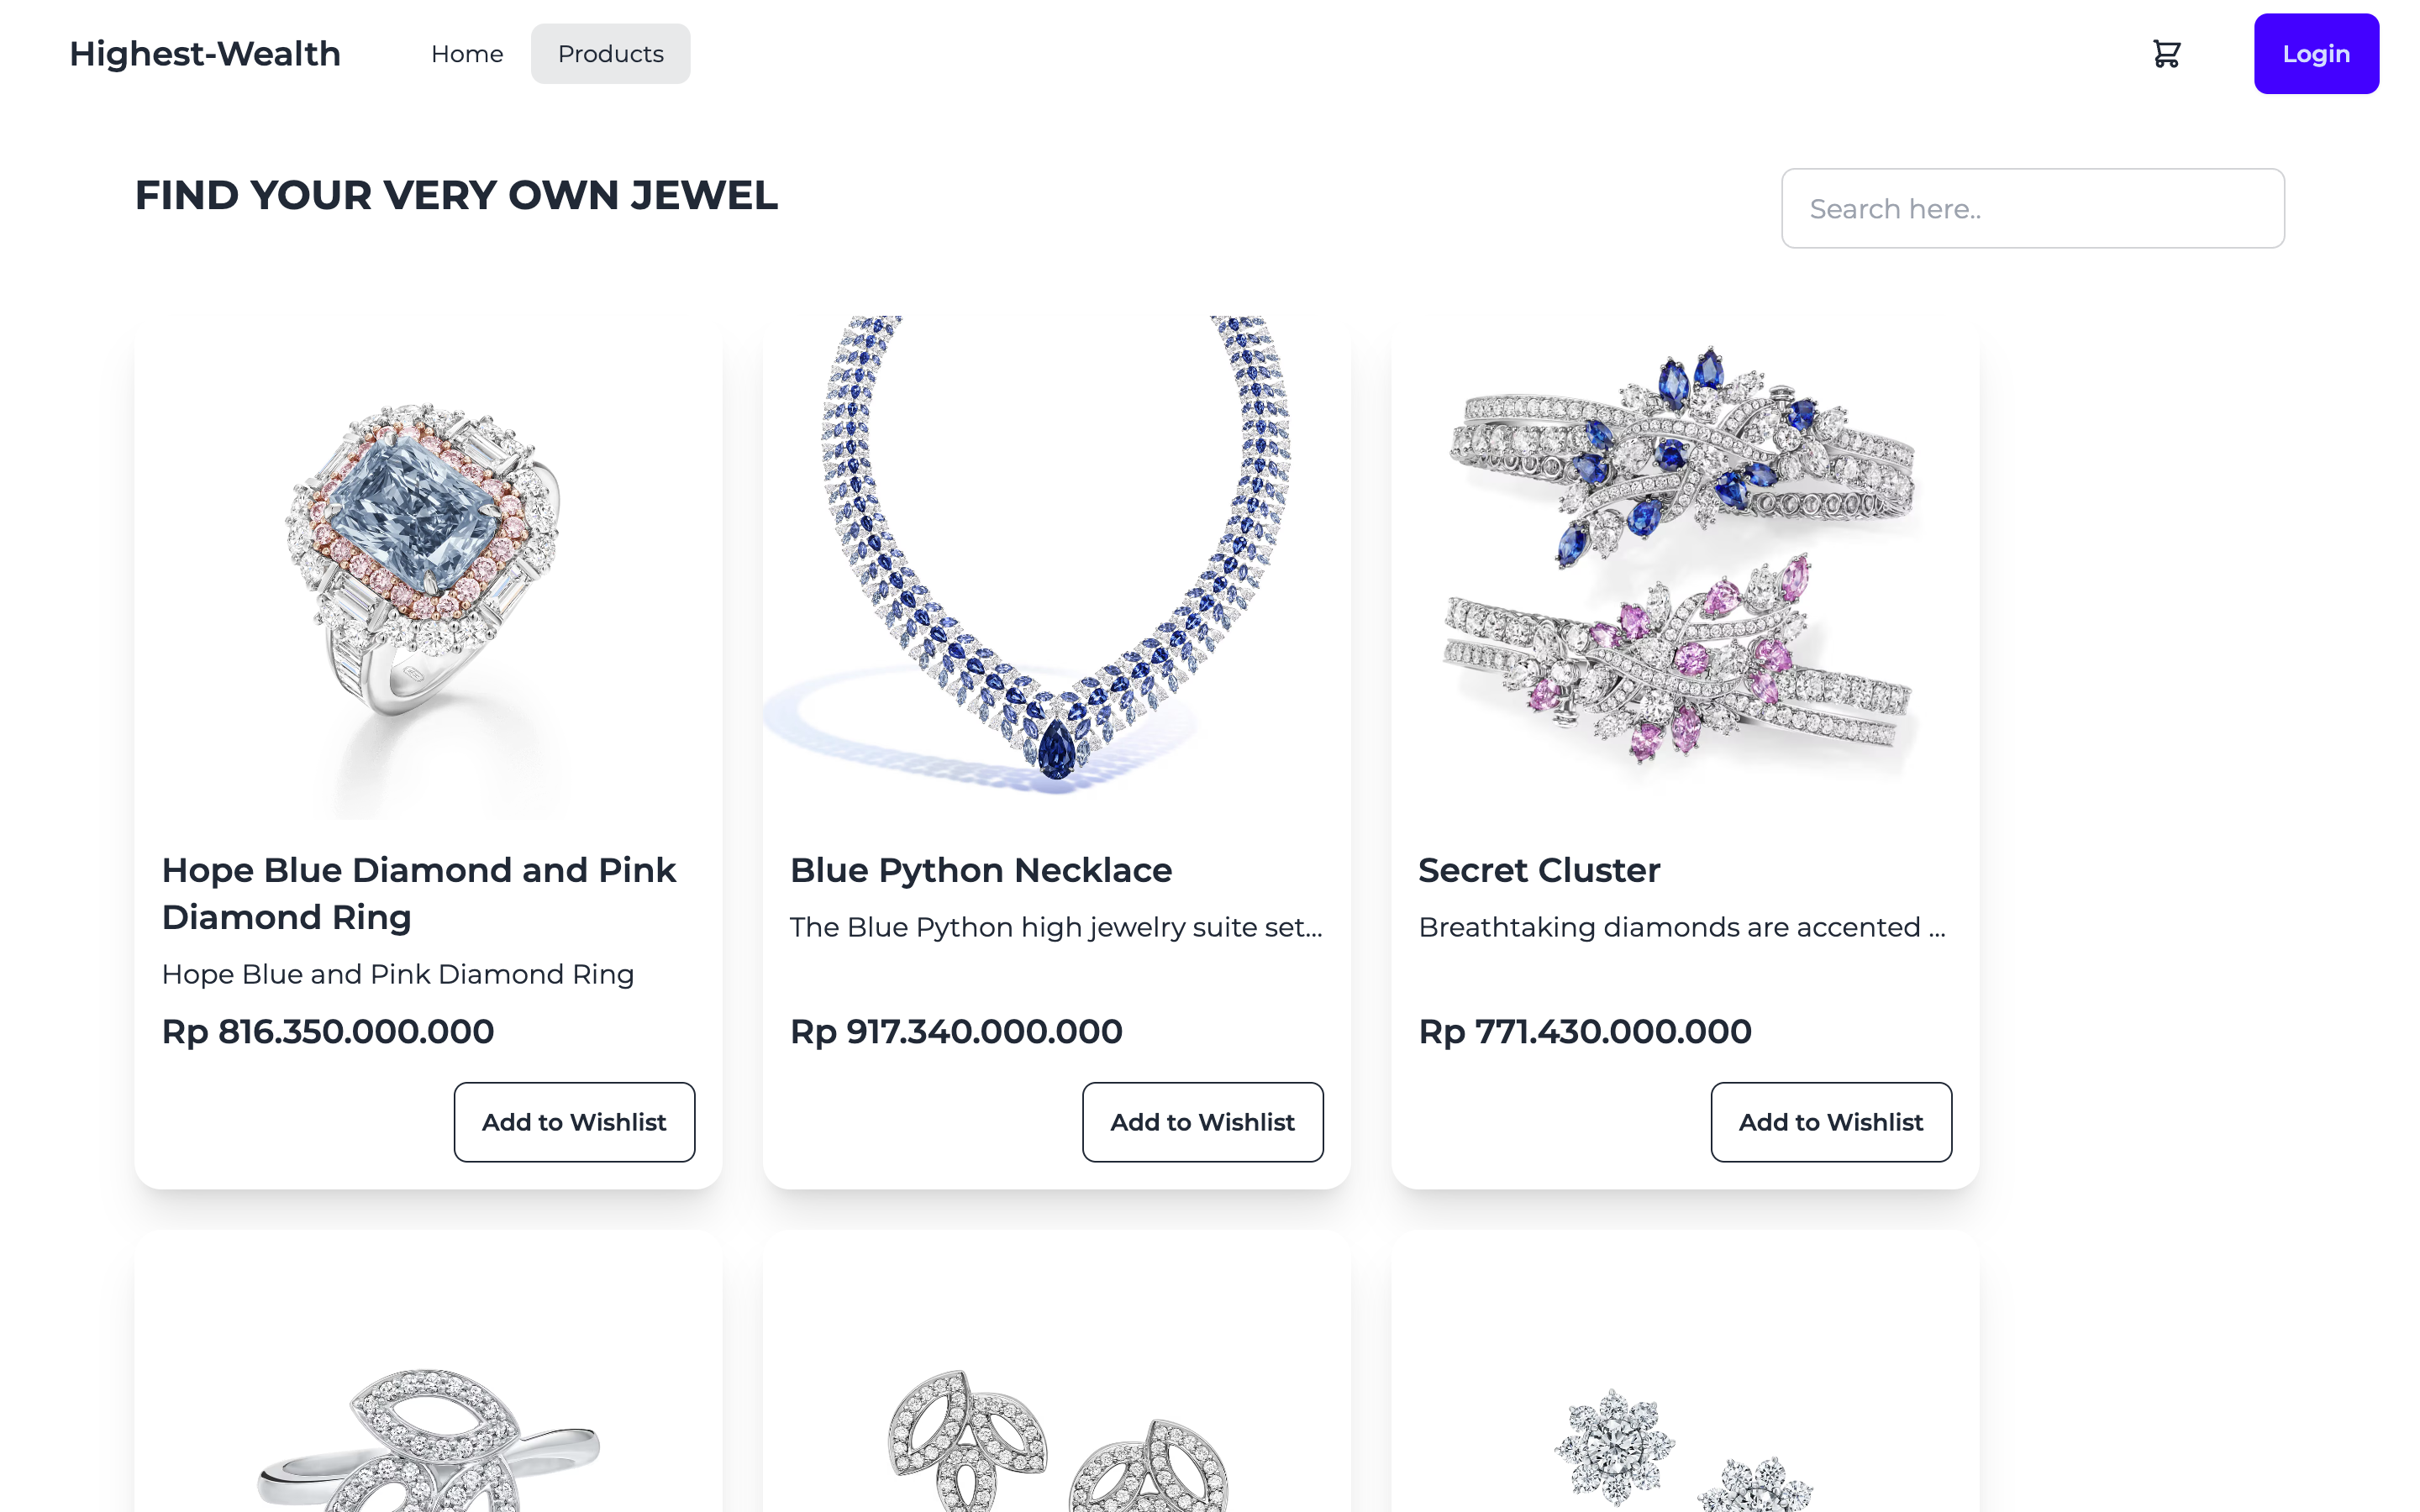 Highest-Wealth Home Products Login
FIND YOUR VERY OWN JEWEL
Search here..
Hope Blue Diamond and Pink
Diamond Ring
Hope Blue and Pink Diamond Ring
Rp 816.350.000.000
Add to Wishlist
Blue Python Necklace
The Blue Python high jewelry suite set...
Rp 917.340.000.000
Add to Wishlist
Secret Cluster
Breathtaking diamonds are accented ...
Rp 771.430.000.000
Add to Wishlist